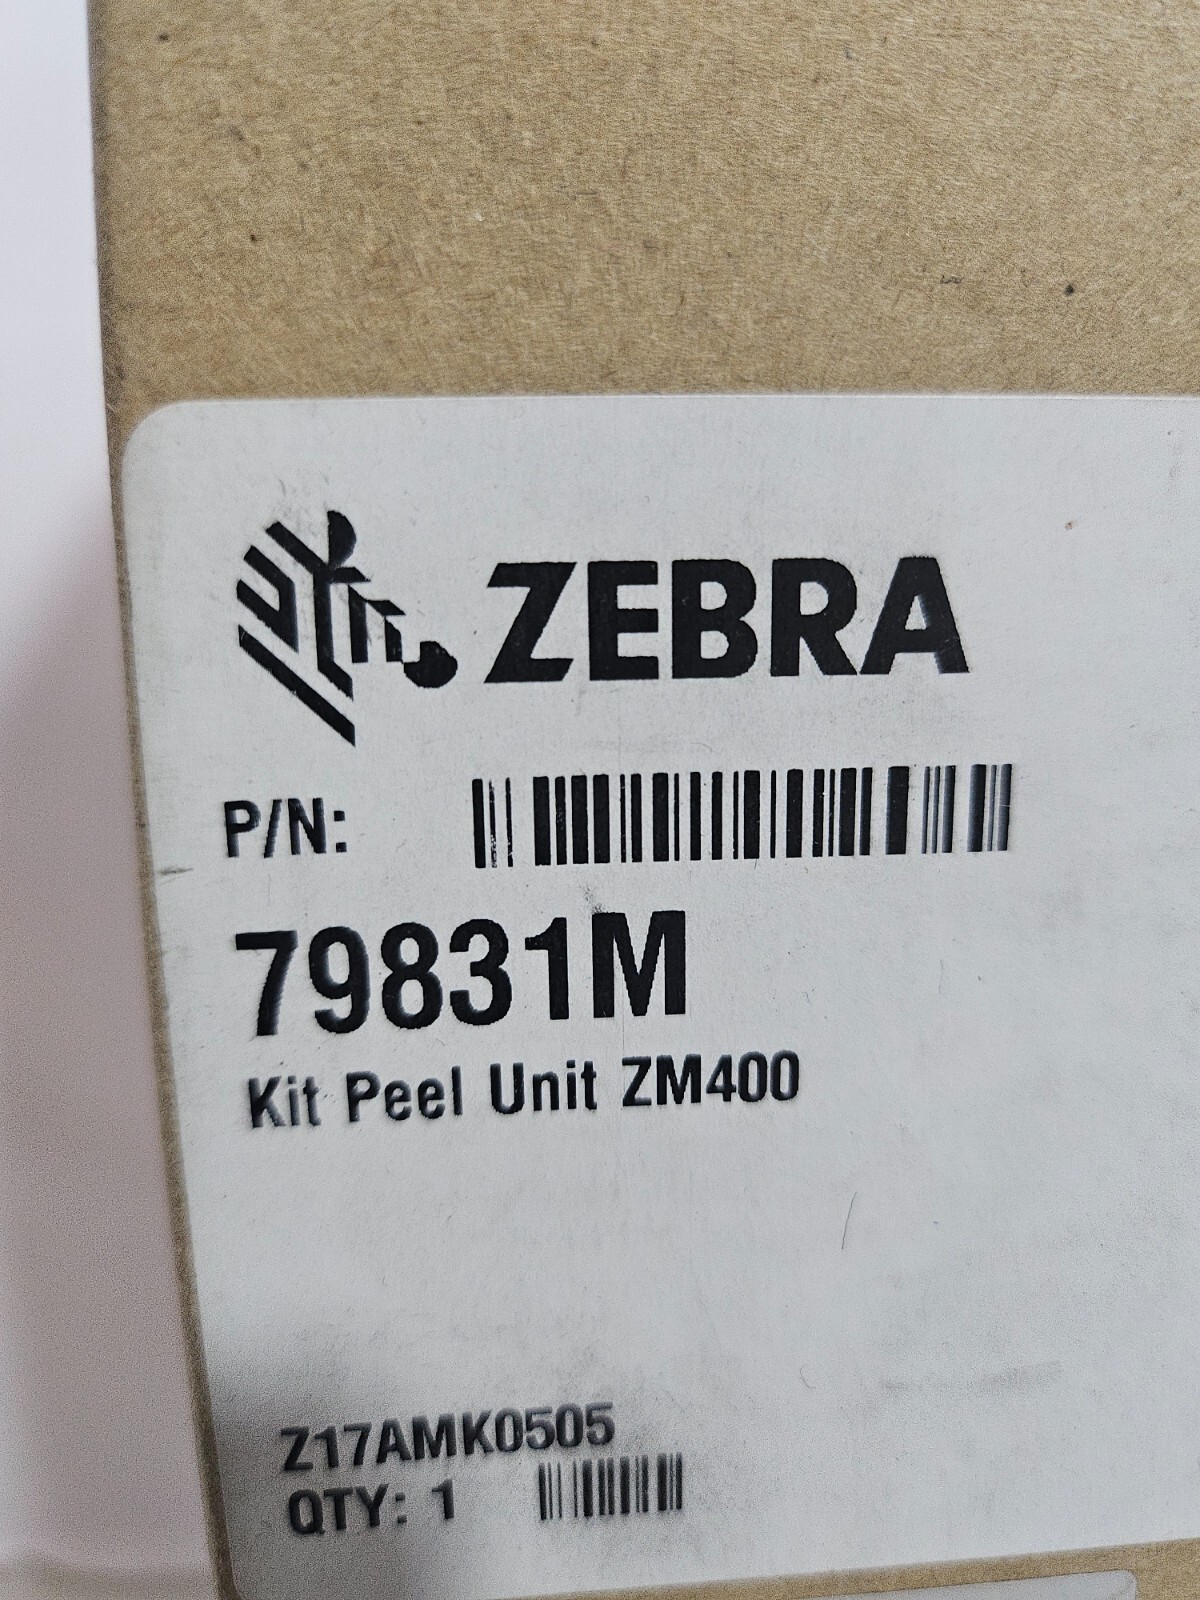 ZEBRA
P/N:
79831M
Kit Peel Unit ZM400
Z17AMK0505
QTY: 1